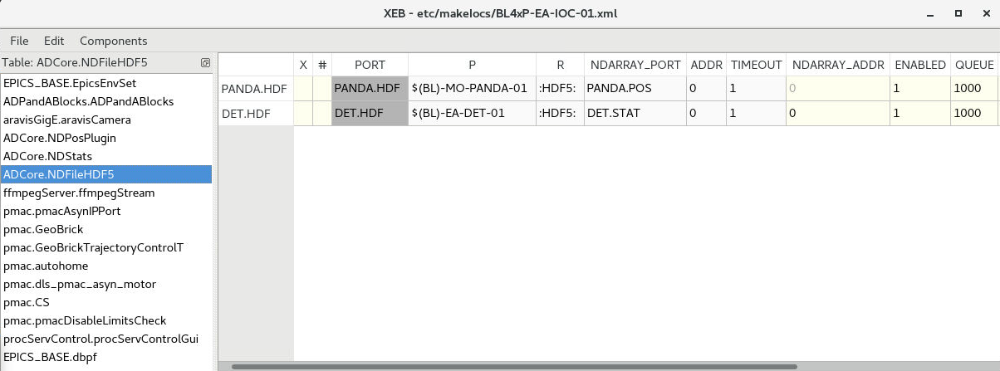 XEB - etc/makeIocs/BL4xP-EA-IOC-01.xml
File Edit Components
Table: ADCore.NDFileHDF5
EPICS_BASE.EpicsEnvSet
ADPandABlocks.ADPandABlocks
aravisGigE.aravisCamera
ADCore.NDPosPlugin
ADCore.NDStats
ADCore.NDFileHDF5
ffmpegServer.ffmpegStream
pmac.pmacAsynIPPort
pmac.GeoBrick
pmac.GeoBrickTrajectoryControlT
pmac.autohome
pmac.dls_pmac_asyn_motor
pmac.CS
pmac.pmacDisableLimitsCheck
procServControl.procServControlGui
EPICS_BASE.dbpf
X # PORT P R NDARRAY_PORT ADDR TIMEOUT NDARRAY_ADDR ENABLED QUEUE
PANDA.HDF PANDA.HDF $(BL)-MO-PANDA-01 :HDF5: PANDA.POS 0 1 0 1 1000
DET.HDF DET.HDF $(BL)-EA-DET-01 :HDF5: DET.STAT 0 1 0 1 1000